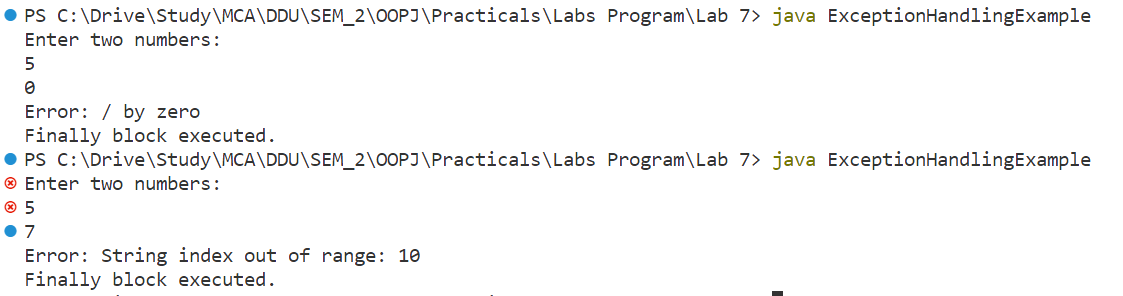 PS C:\Drive\Study\MCA\DDU\SEM_2\OOPJ\Practicals\Labs Program\Lab 7> java ExceptionHandlingExample
Enter two numbers:
5
0
Error: / by zero
Finally block executed.
PS C:\Drive\Study\MCA\DDU\SEM_2\OOPJ\Practicals\Labs Program\Lab 7> java ExceptionHandlingExample
Enter two numbers:
5
7
Error: String index out of range: 10
Finally block executed.